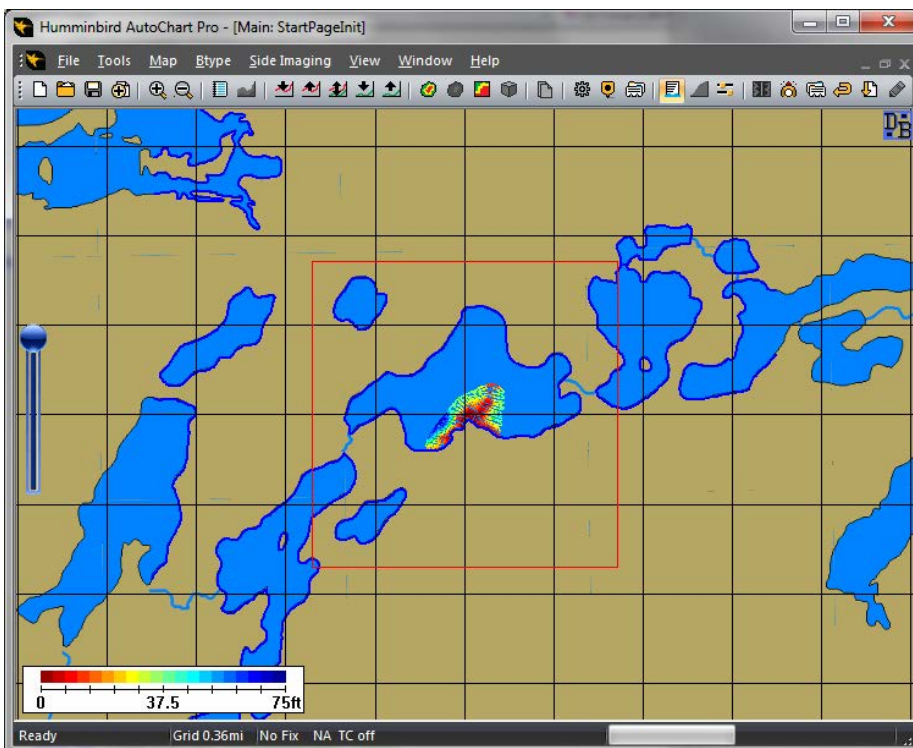 Humminbird AutoChart Pro - [Main: StartPageInit]
File Tools Map Btype Side Imaging View Window Help
DB
0 37.5 75ft
Ready Grid 0.36mi No Fix NA TC off